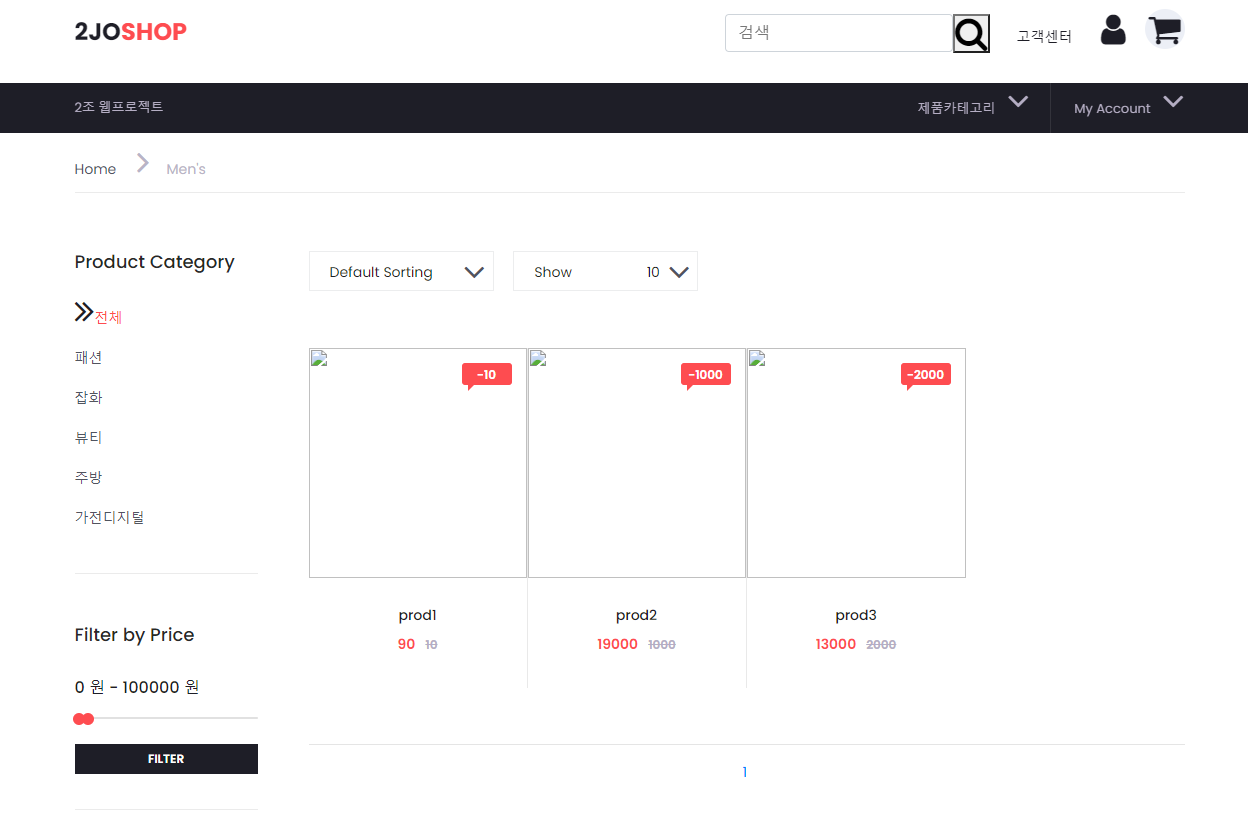 2JOSHOP
검색
고객센터
2조 웹프로젝트
제품카테고리
My Account
Home
Men's
Product Category
전체
패션
잡화
뷰티
주방
가전디지털
Filter by Price
0 원 - 100000 원
FILTER
Default Sorting
Show 10
-10
-1000
-2000
prod1
90 10
prod2
19000 1000
prod3
13000 2000
1